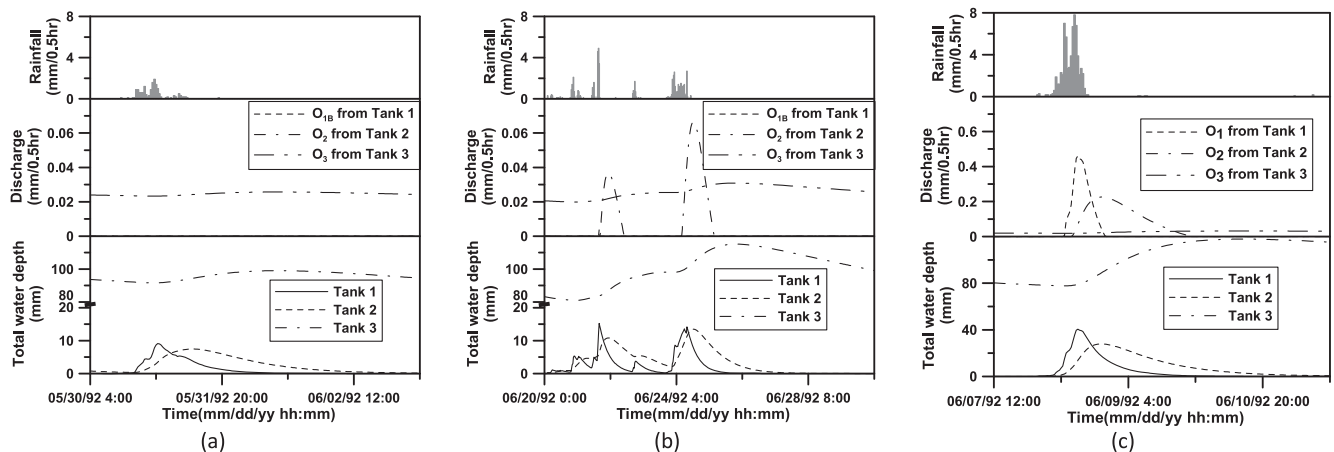 8
4
0
Rainfall
(mm/0.5hr)
O1B from Tank 1
O2 from Tank 2
O3 from Tank 3
0.06
0.04
0.02
0
Discharge
(mm/0.5hr)
100
80
20
10
0
Total water depth
(mm)
Tank 1
Tank 2
Tank 3
05/30/92 4:00
05/31/92 20:00
06/02/92 12:00
Time(mm/dd/yy hh:mm)
(a)
8
4
0
Rainfall
(mm/0.5hr)
O1B from Tank 1
O2 from Tank 2
O3 from Tank 3
0.06
0.04
0.02
0
Discharge
(mm/0.5hr)
100
80
20
10
0
Total water depth
(mm)
Tank 1
Tank 2
Tank 3
06/20/92 0:00
06/24/92 4:00
06/28/92 8:00
Time(mm/dd/yy hh:mm)
(b)
8
4
0
Rainfall
(mm/0.5hr)
O1 from Tank 1
O2 from Tank 2
O3 from Tank 3
0.6
0.4
0.2
0
Discharge
(mm/0.5hr)
80
40
0
Total water depth
(mm)
Tank 1
Tank 2
Tank 3
06/07/92 12:00
06/09/92 4:00
06/10/92 20:00
Time(mm/dd/yy hh:mm)
(c)